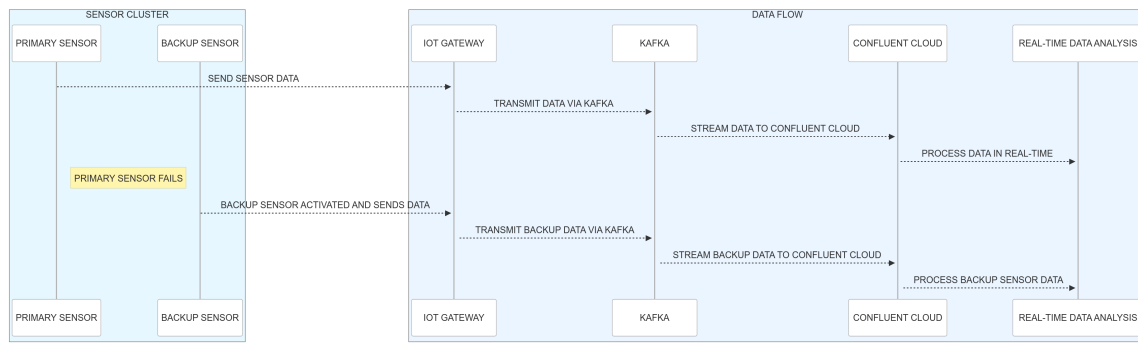 SENSOR CLUSTER
DATA FLOW
PRIMARY SENSOR
BACKUP SENSOR
IOT GATEWAY
KAFKA
CONFLUENT CLOUD
REAL-TIME DATA ANALYSIS
SEND SENSOR DATA
TRANSMIT DATA VIA KAFKA
STREAM DATA TO CONFLUENT CLOUD
PROCESS DATA IN REAL-TIME
PRIMARY SENSOR FAILS
BACKUP SENSOR ACTIVATED AND SENDS DATA
TRANSMIT BACKUP DATA VIA KAFKA
STREAM BACKUP DATA TO CONFLUENT CLOUD
PROCESS BACKUP SENSOR DATA
PRIMARY SENSOR
BACKUP SENSOR
IOT GATEWAY
KAFKA
CONFLUENT CLOUD
REAL-TIME DATA ANALYSIS